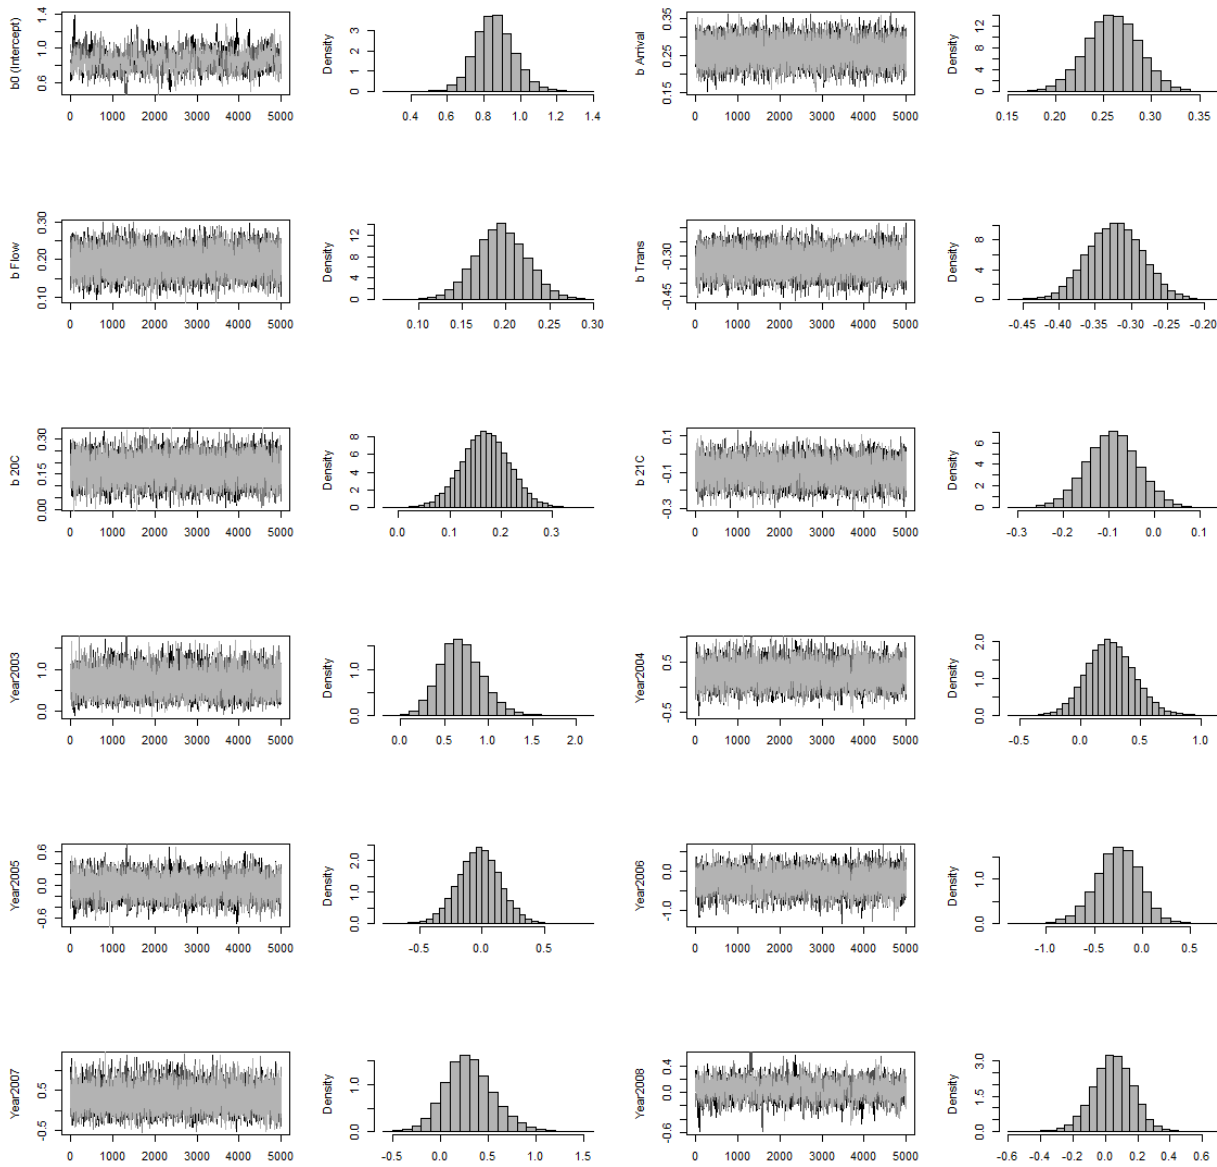 b0 (Intercept)
0.6 1.0 1.4
0 1000 2000 3000 4000 5000
Density
0 1 2 3
0.4 0.6 0.8 1.0 1.2 1.4
b Arrival
0.15 0.25 0.35
0 1000 2000 3000 4000 5000
Density
0 4 8 12
0.15 0.20 0.25 0.30 0.35
b Flow
0.10 0.20 0.30
0 1000 2000 3000 4000 5000
Density
0 4 8 12
0.10 0.15 0.20 0.25 0.30
b Trans
-0.45 -0.30
0 1000 2000 3000 4000 5000
Density
0 4 8
-0.45 -0.40 -0.35 -0.30 -0.25 -0.20
b 20C
0.00 0.15 0.30
0 1000 2000 3000 4000 5000
Density
0 2 4 6 8
0.0 0.1 0.2 0.3
b 21C
-0.3 -0.1 0.1
0 1000 2000 3000 4000 5000
Density
0 2 4 6
-0.3 -0.2 -0.1 0.0 0.1
Year2003
0.0 1.0
0 1000 2000 3000 4000 5000
Density
0.0 1.0
0.0 0.5 1.0 1.5 2.0
Year2004
-0.5 0.5
0 1000 2000 3000 4000 5000
Density
0.0 1.0 2.0
-0.5 0.0 0.5 1.0
Year2005
-0.6 0.0 0.6
0 1000 2000 3000 4000 5000
Density
0.0 1.0 2.0
-0.5 0.0 0.5
Year2006
-1.0 0.0
0 1000 2000 3000 4000 5000
Density
0.0 1.0
-1.0 -0.5 0.0 0.5
Year2007
-0.5 0.5
0 1000 2000 3000 4000 5000
Density
0.0 1.0
-0.5 0.0 0.5 1.0 1.5
Year2008
-0.6 0.0 0.4
0 1000 2000 3000 4000 5000
Density
0.0 1.5 3.0
-0.6 -0.4 -0.2 0.0 0.2 0.4 0.6